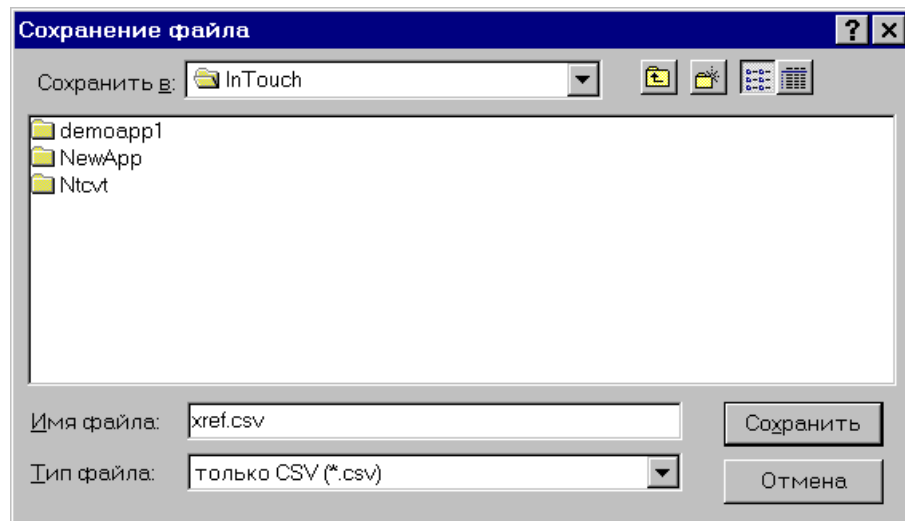 Сохранение файла
Сохранить в: InTouch
demoapp1
NewApp
Ntcvt
Имя файла: xref.csv Сохранить
Тип файла: только CSV (*.csv) Отмена